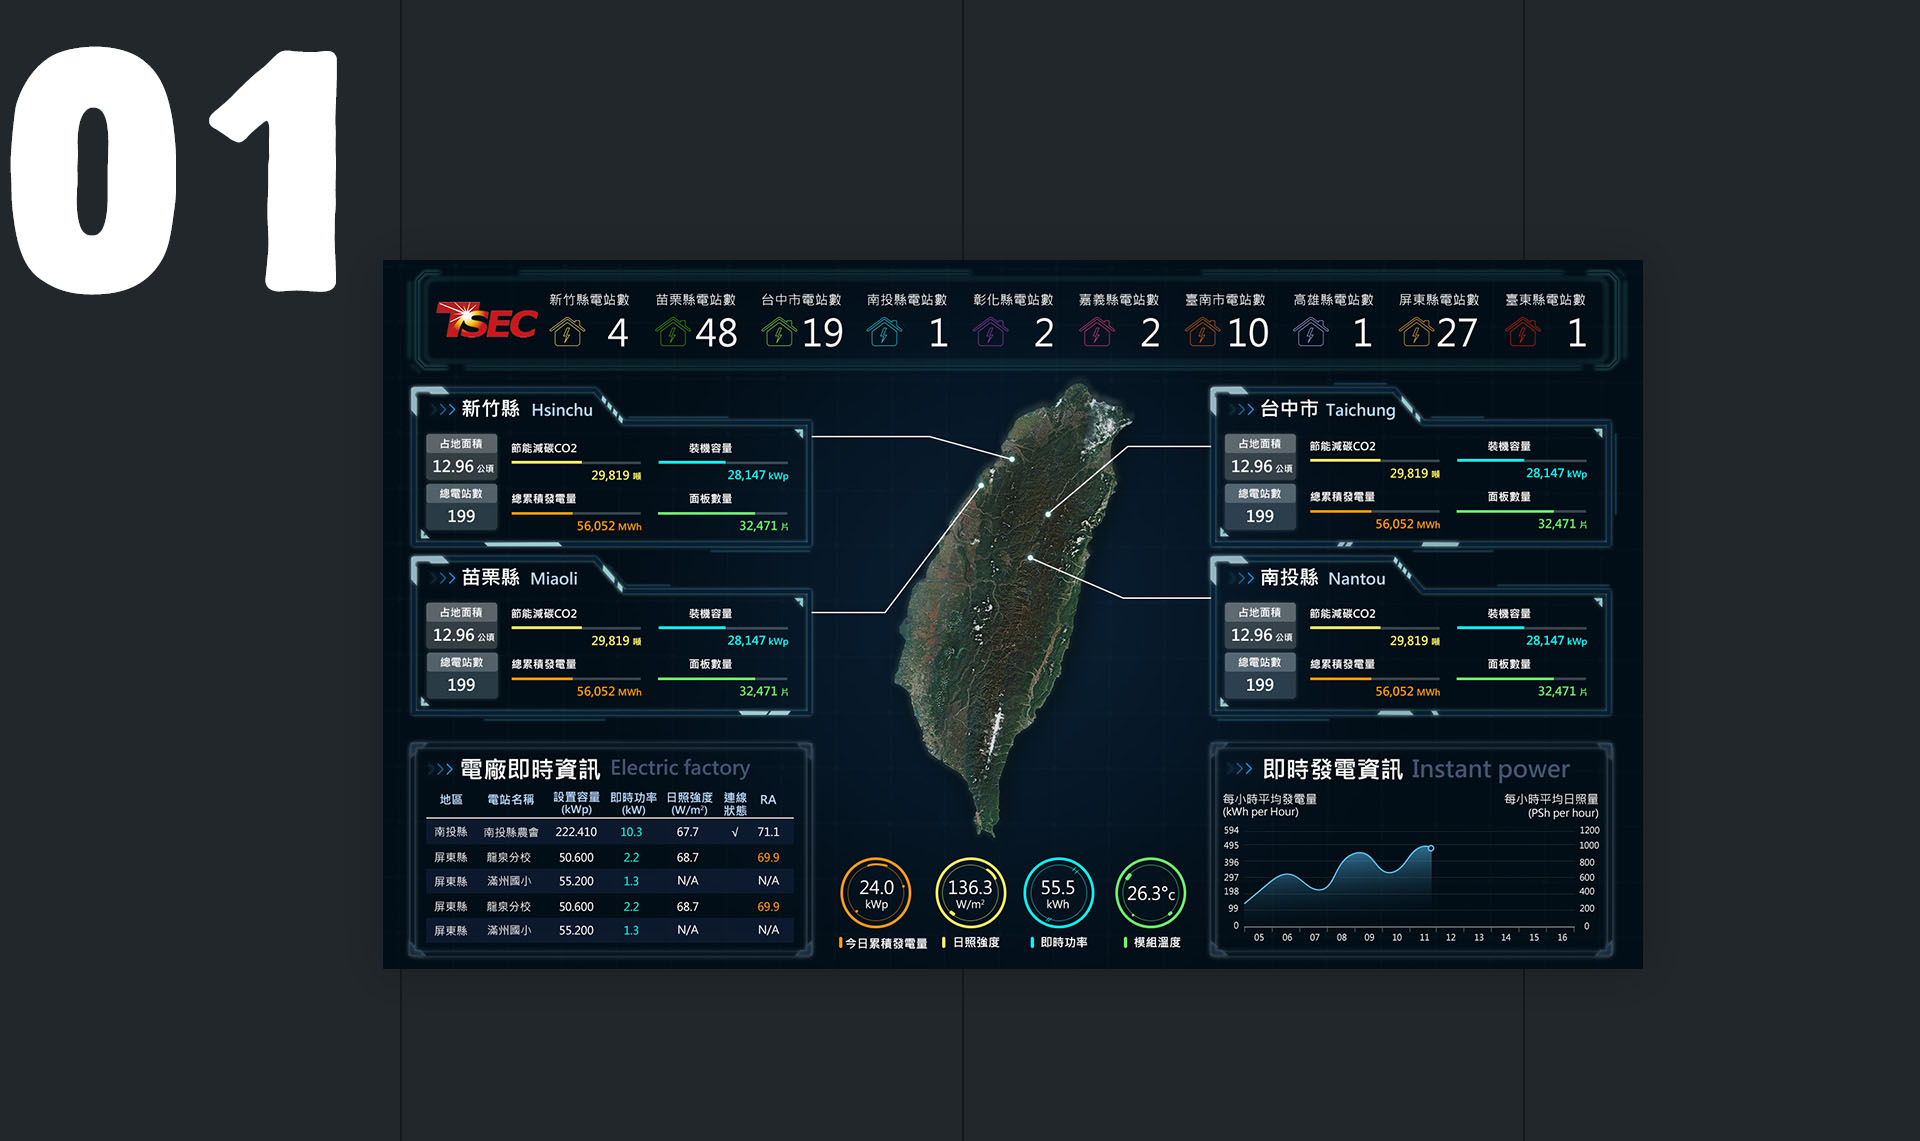 01
TSEC
新竹縣電站數 苗栗縣電站數 台中市電站數 南投縣電站數 彰化縣電站數 嘉義縣電站數 臺南市電站數 高雄縣電站數 屏東縣電站數 臺東縣電站數
4 48 19 1 2 2 10 1 27 1
>>> 新竹縣 Hsinchu
占地面積
12.96 公頃
總電站數
199
節能減碳CO2
29,819 噸
裝機容量
28,147 kWp
總累積發電量
56,052 MWh
面板數量
32,471 片
>>> 苗栗縣 Miaoli
占地面積
12.96 公頃
總電站數
199
節能減碳CO2
29,819 噸
裝機容量
28,147 kWp
總累積發電量
56,052 MWh
面板數量
32,471 片
>>> 台中市 Taichung
占地面積
12.96 公頃
總電站數
199
節能減碳CO2
29,819 噸
裝機容量
28,147 kWp
總累積發電量
56,052 MWh
面板數量
32,471 片
>>> 南投縣 Nantou
占地面積
12.96 公頃
總電站數
199
節能減碳CO2
29,819 噸
裝機容量
28,147 kWp
總累積發電量
56,052 MWh
面板數量
32,471 片
>>> 電廠即時資訊 Electric factory
地區 電站名稱 設置容量(kWp) 即時功率(kW) 日照強度(W/m²) 連線狀態 RA
南投縣 南投縣農會 222.410 10.3 67.7 √ 71.1
屏東縣 龍泉分校 50.600 2.2 68.7 69.9
屏東縣 滿州國小 55.200 1.3 N/A N/A
屏東縣 龍泉分校 50.600 2.2 68.7 69.9
屏東縣 滿州國小 55.200 1.3 N/A N/A
24.0
kWp
今日累積發電量
136.3
W/m²
日照強度
55.5
kWh
即時功率
26.3°c
模組溫度
>>> 即時發電資訊 Instant power
每小時平均發電量
(kWh per Hour)
每小時平均日照量
(PSh per hour)
594
495
396
297
198
99
0
1200
1000
800
600
400
200
0
05 06 07 08 09 10 11 12 13 14 15 16